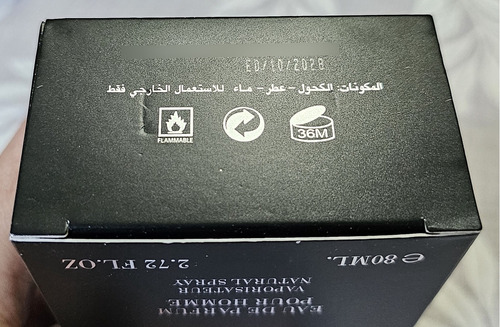 ED/10/2028
المكونات: الكحول - عطر - ماء للاستعمال الخارجي فقط
FLAMMABLE
36M
2.72 FL.OZ
℮ 80ML.
NATURAL SPRAY
VAPORISATEUR
POUR HOMME
EAU DE PARFUM